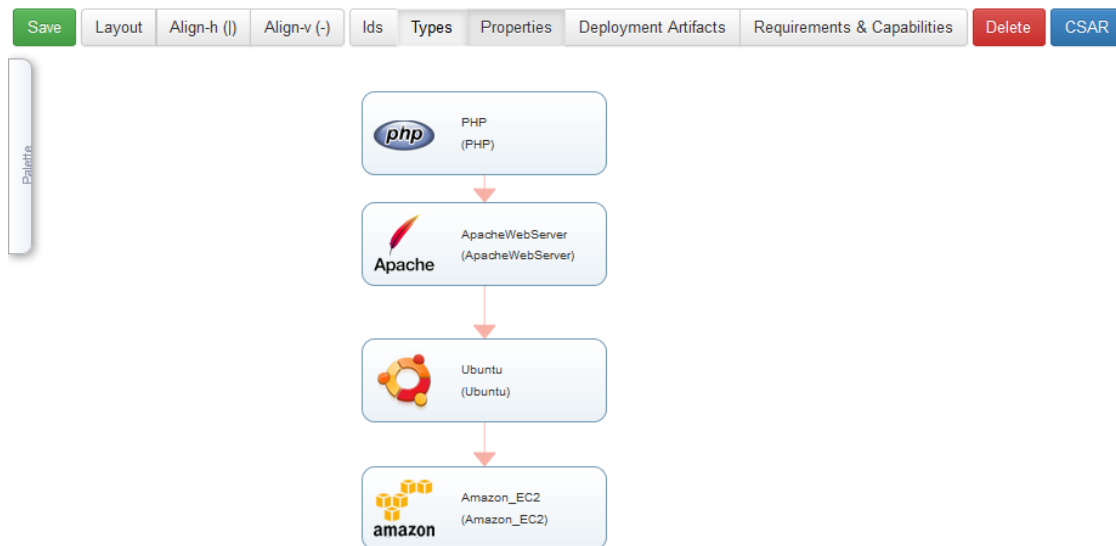 Save Layout Align-h (|) Align-v (-) Ids Types Properties Deployment Artifacts Requirements & Capabilities Delete CSAR
Palette
php
PHP
(PHP)
Apache
ApacheWebServer
(ApacheWebServer)
Ubuntu
(Ubuntu)
amazon
Amazon_EC2
(Amazon_EC2)